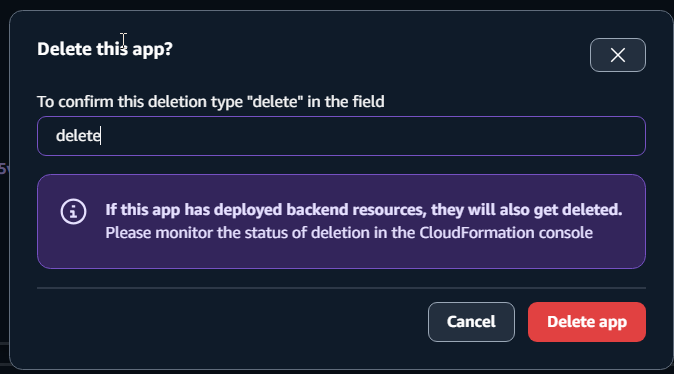 Delete this app?
To confirm this deletion type "delete" in the field
delete
If this app has deployed backend resources, they will also get deleted.
Please monitor the status of deletion in the CloudFormation console
Cancel
Delete app